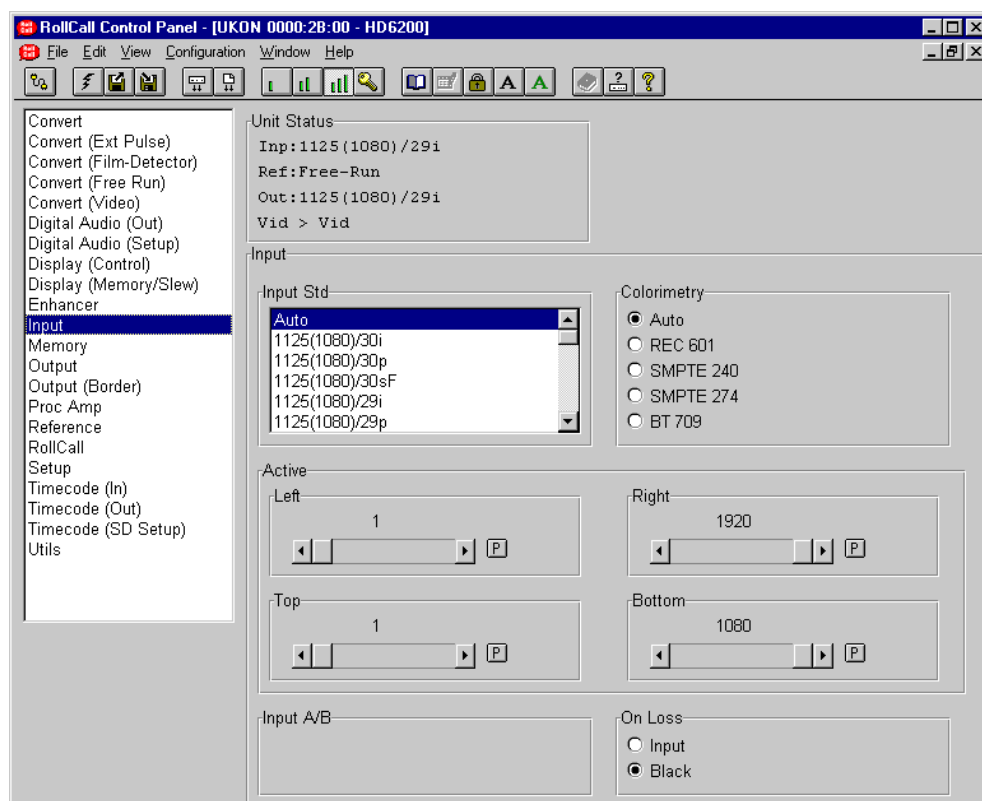 RollCall Control Panel - [UKON 0000:2B:00 - HD6200]
File Edit View Configuration Window Help
Convert
Convert (Ext Pulse)
Convert (Film-Detector)
Convert (Free Run)
Convert (Video)
Digital Audio (Out)
Digital Audio (Setup)
Display (Control)
Display (Memory/Slew)
Enhancer
Input
Memory
Output
Output (Border)
Proc Amp
Reference
RollCall
Setup
Timecode (In)
Timecode (Out)
Timecode (SD Setup)
Utils
Unit Status
Inp:1125(1080)/29i
Ref:Free-Run
Out:1125(1080)/29i
Vid > Vid
Input
Input Std
Auto
1125(1080)/30i
1125(1080)/30p
1125(1080)/30sF
1125(1080)/29i
1125(1080)/29p
Colorimetry
Auto
REC 601
SMPTE 240
SMPTE 274
BT 709
Active
Left
1
P
Right
1920
P
Top
1
P
Bottom
1080
P
Input A/B
On Loss
Input
Black